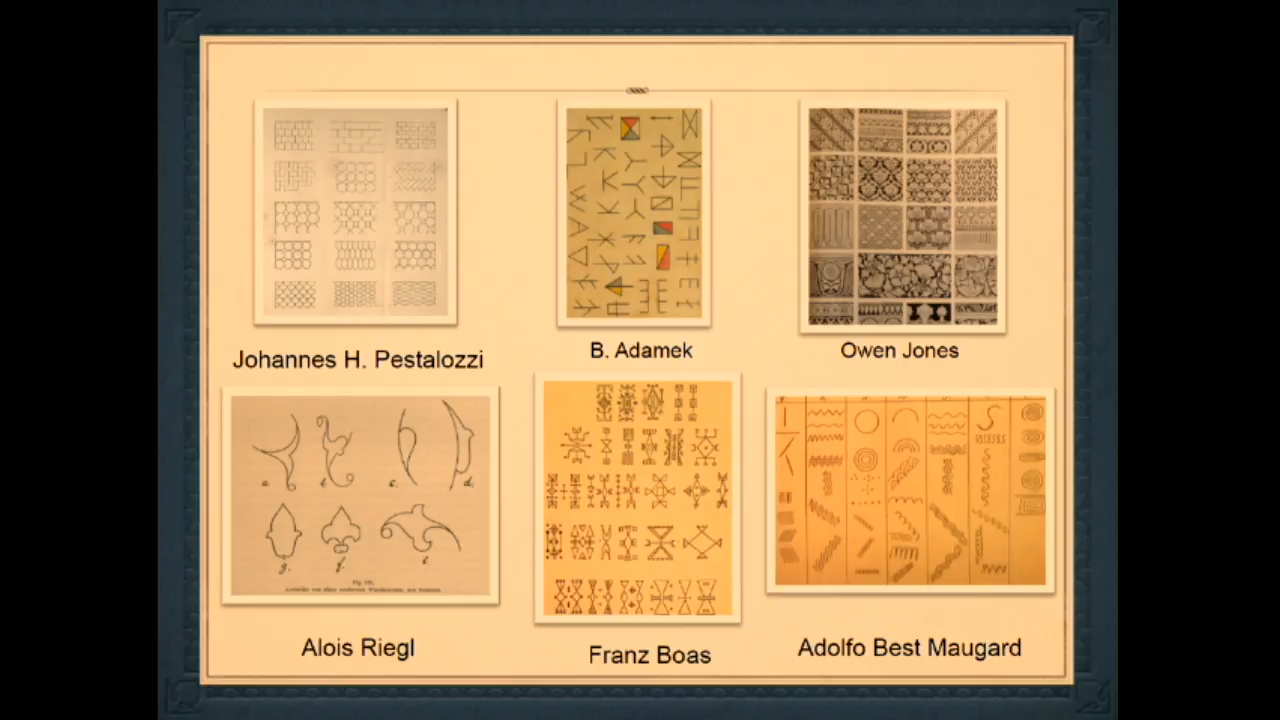 Johannes H. Pestalozzi
B. Adamek
Owen Jones
a.
c.
d.
g.
f.
e
Alois Riegl
Franz Boas
Adolfo Best Maugard